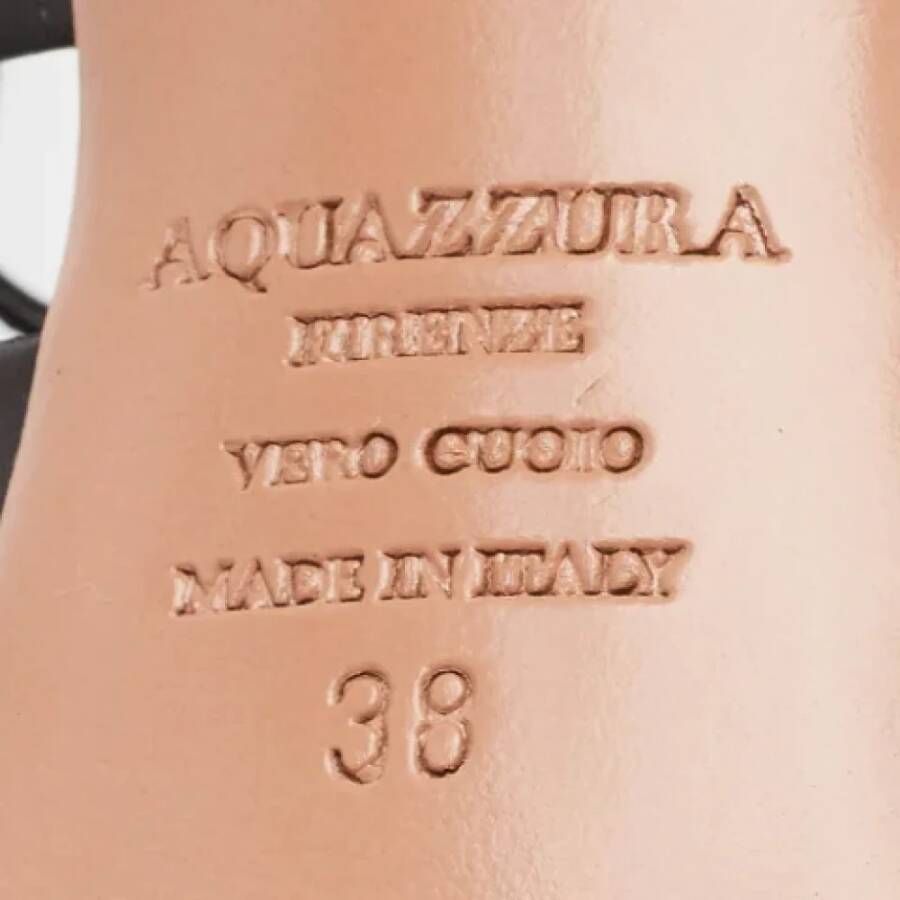 AQUAZZURA
FIRENZE
VERO CUOIO
MADE IN ITALY
38